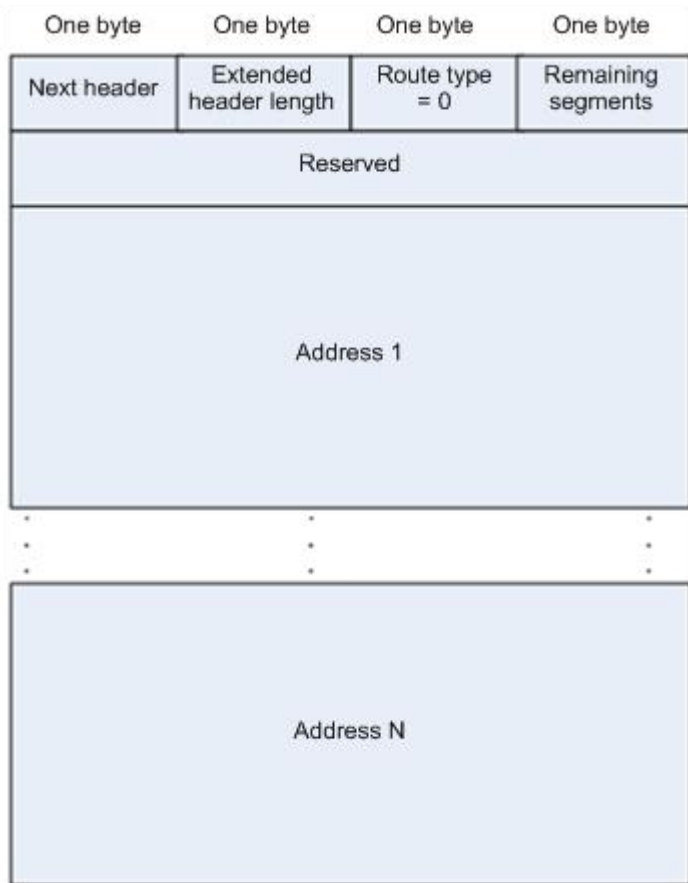 One byte One byte One byte One byte
Next header
Extended
header length
Route type
= 0
Remaining
segments
Reserved
Address 1
Address N